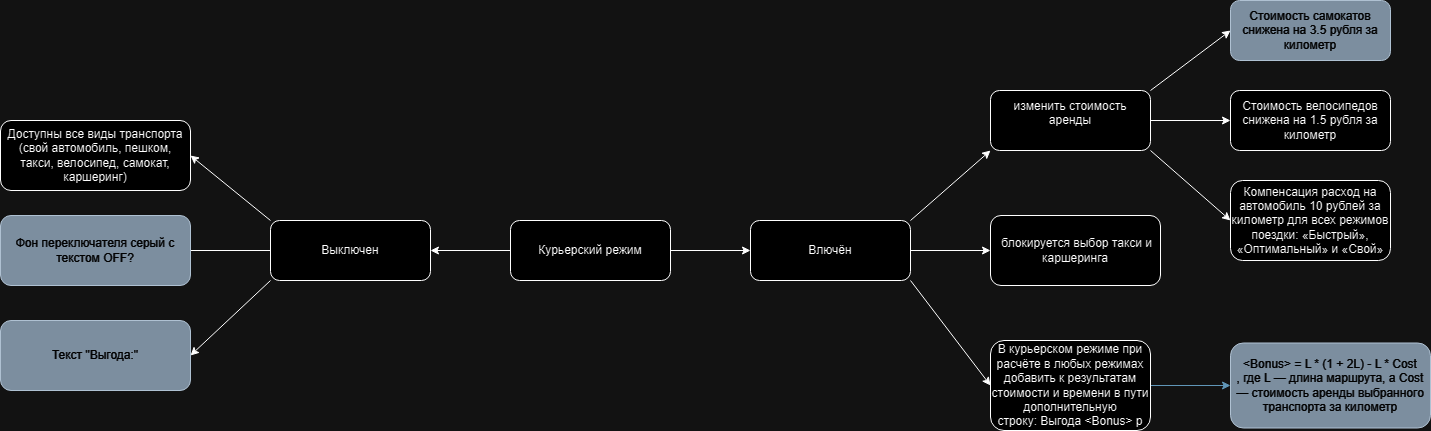 Доступны все виды транспорта
(свой автомобиль, пешком,
такси, велосипед, самокат,
каршеринг)
Фон переключателя серый с
текстом OFF?
Текст "Выгода:"
Выключен
Курьерский режим
Влючён
изменить стоимость
аренды
блокируется выбор такси и
каршеринга
В курьерском режиме при
расчёте в любых режимах
добавить к результатам
стоимости и времени в пути
дополнительную
строку: Выгода <Bonus> р
Стоимость самокатов
снижена на 3.5 рубля за
километр
Стоимость велосипедов
снижена на 1.5 рубля за
километр
Компенсация расход на
автомобиль 10 рублей за
километр для всех режимов
поездки: «Быстрый»,
«Оптимальный» и «Свой»
<Bonus> = L * (1 + 2L) - L * Cost
, где L — длина маршрута, а Cost
— стоимость аренды выбранного
транспорта за километр